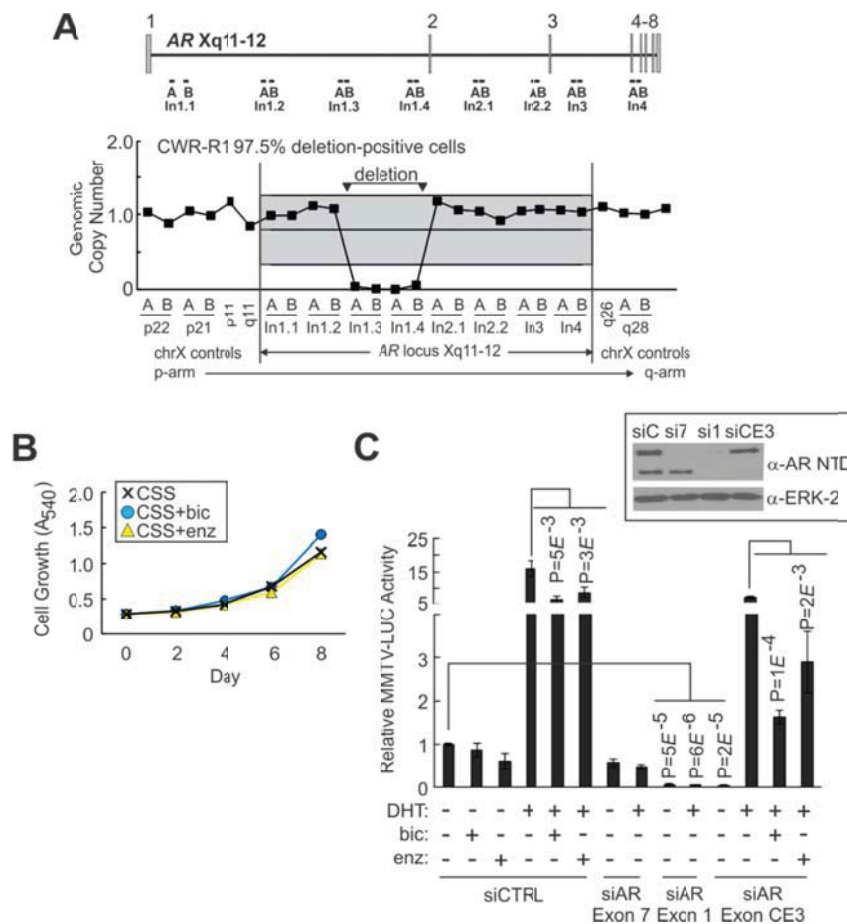 A
1 2 3 4-8
AR Xq11-12
A B AB AB AB AB AB AB AB
In1.1 In1.2 In1.3 In1.4 In2.1 In2.2 In3 In4
CWR-R1 97.5% deletion-positive cells
deletion
Genomic
Copy Number
2.0
1.0
0
A B A B p11 q11 A B A B A B A B A B A B A B A B q26 A B
p22 p21 In1.1 In1.2 In1.3 In1.4 In2.1 In2.2 In3 In4 q28
chrX controls AR locus Xq11-12 chrX controls
p-arm q-arm
B
CSS
CSS+bic
CSS+enz
Cell Growth (A540)
2.0
1.5
1.0
0.5
0
0 2 4 6 8
Day
C
siC si7 si1 siCE3
α-AR NTD
α-ERK-2
Relative MMTV-LUC Activity
25
15
5
3
2
1
0
P=5E-3
P=3E-3
P=5E-5
P=6E-6
P=2E-5
P=1E-4
P=2E-3
DHT: - - - + + + - + - + - + + +
bic: - + - - + - - - - - - - + -
enz: - - + - - + - - - - - - - +
siCTRL siAR siAR siAR
Exon 7 Exon 1 Exon CE3